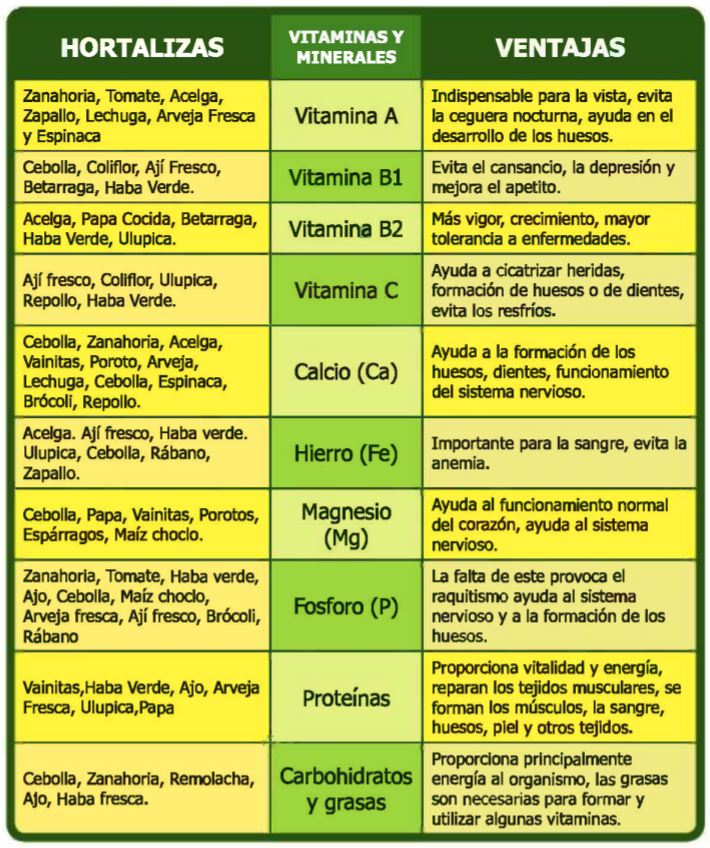 HORTALIZAS
VITAMINAS Y
MINERALES
VENTAJAS
Zanahoria, Tomate, Acelga,
Zapallo, Lechuga, Arveja Fresca
y Espinaca
Vitamina A
Indispensable para la vista, evita
la ceguera nocturna, ayuda en el
desarrollo de los huesos.
Cebolla, Coliflor, Ají Fresco,
Betarraga, Haba Verde.
Vitamina B1
Evita el cansancio, la depresión y
mejora el apetito.
Acelga, Papa Cocida, Betarraga,
Haba Verde, Ulupica.
Vitamina B2
Más vigor, crecimiento, mayor
tolerancia a enfermedades.
Ají fresco, Coliflor, Ulupica,
Repollo, Haba Verde.
Vitamina C
Ayuda a cicatrizar heridas,
formación de huesos o de dientes,
evita los resfríos.
Cebolla, Zanahoria, Acelga,
Vainitas, Poroto, Arveja,
Lechuga, Cebolla, Espinaca,
Brócoli, Repollo.
Calcio (Ca)
Ayuda a la formación de los
huesos, dientes, funcionamiento
del sistema nervioso.
Acelga. Ají fresco, Haba verde.
Ulupica, Cebolla, Rábano,
Zapallo.
Hierro (Fe)
Importante para la sangre, evita la
anemia.
Cebolla, Papa, Vainitas, Porotos,
Espárragos, Maíz choclo.
Magnesio
(Mg)
Ayuda al funcionamiento normal
del corazón, ayuda al sistema
nervioso.
Zanahoria, Tomate, Haba verde,
Ajo, Cebolla, Maíz choclo,
Arveja fresca, Ají fresco, Brócoli,
Rábano
Fosforo (P)
La falta de este provoca el
raquitismo ayuda al sistema
nervioso y a la formación de los
huesos.
Vainitas,Haba Verde, Ajo, Arveja
Fresca, Ulupica,Papa
Proteínas
Proporciona vitalidad y energía,
reparan los tejidos musculares, se
forman los músculos, la sangre,
huesos, piel y otros tejidos.
Cebolla, Zanahoria, Remolacha,
Ajo, Haba fresca.
Carbohidratos
y grasas
Proporciona principalmente
energía al organismo, las grasas
son necesarias para formar y
utilizar algunas vitaminas.